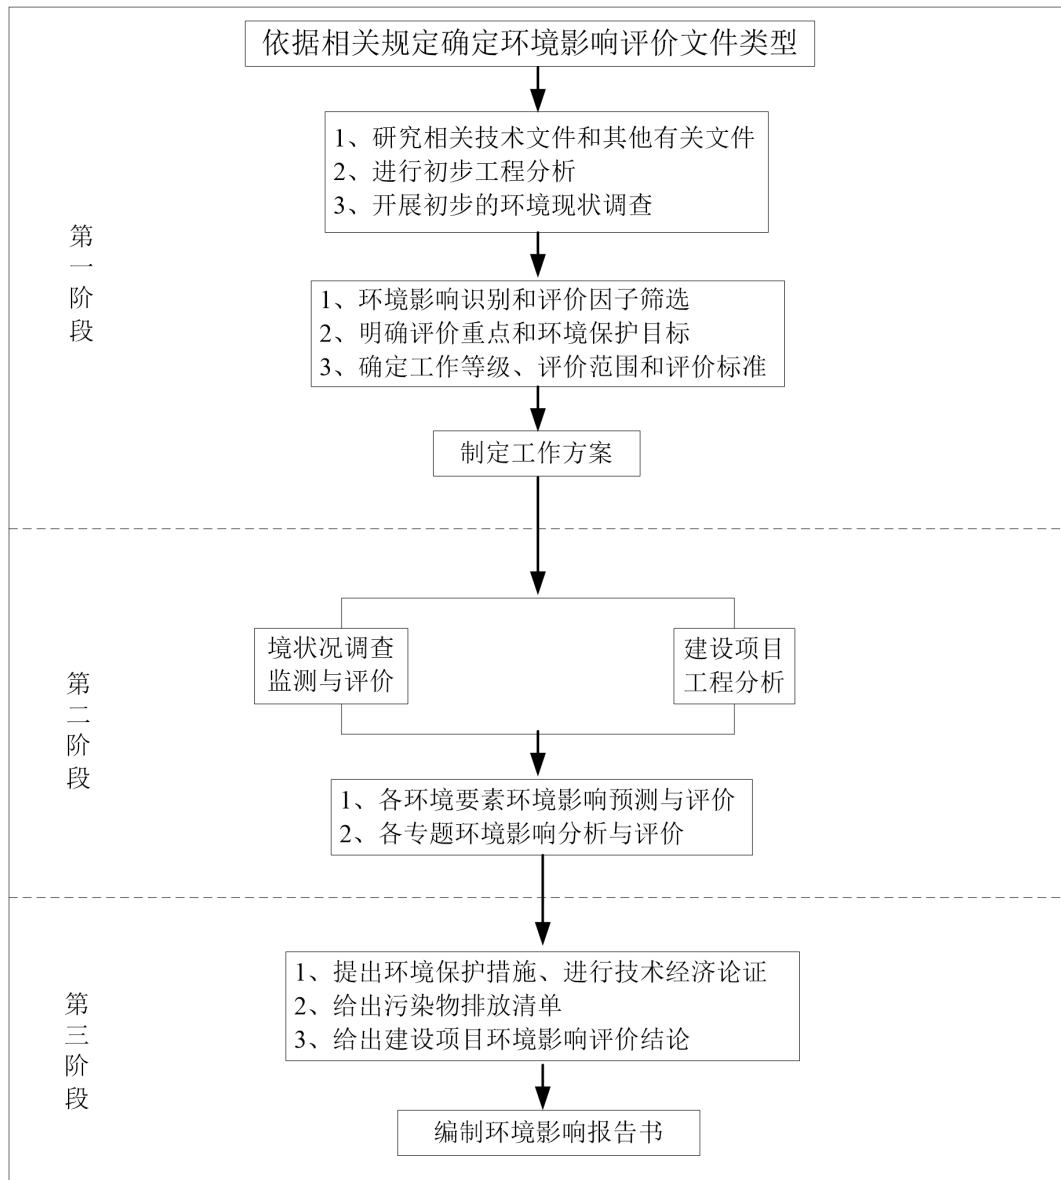 依据相关规定确定环境影响评价文件类型
1、研究相关技术文件和其他有关文件
2、进行初步工程分析
3、开展初步的环境现状调查
第一阶段
1、环境影响识别和评价因子筛选
2、明确评价重点和环境保护目标
3、确定工作等级、评价范围和评价标准
制定工作方案
第二阶段
境状况调查
监测与评价
建设项目
工程分析
1、各环境要素环境影响预测与评价
2、各专题环境影响分析与评价
第三阶段
1、提出环境保护措施、进行技术经济论证
2、给出污染物排放清单
3、给出建设项目环境影响评价结论
编制环境影响报告书